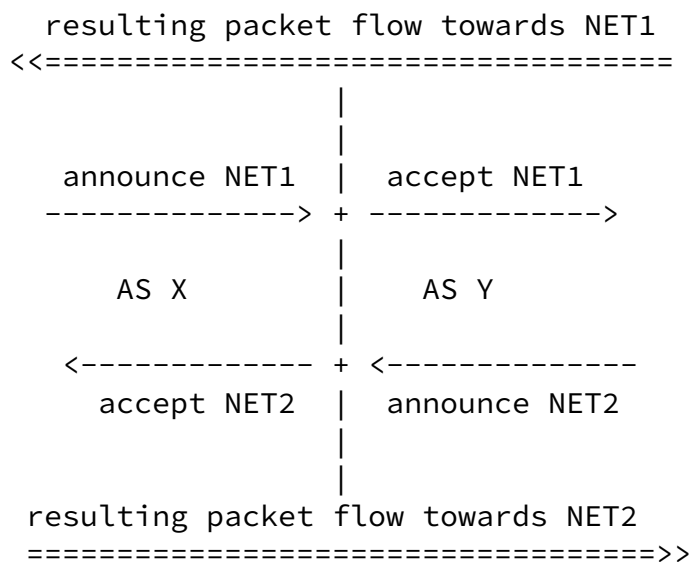 resulting packet flow towards NET1
<<===================================
|
|
announce NET1 | accept NET1
--------------> + ------------->
|
AS X | AS Y
|
<------------- + <--------------
accept NET2 | announce NET2
|
|
resulting packet flow towards NET2
===================================>>